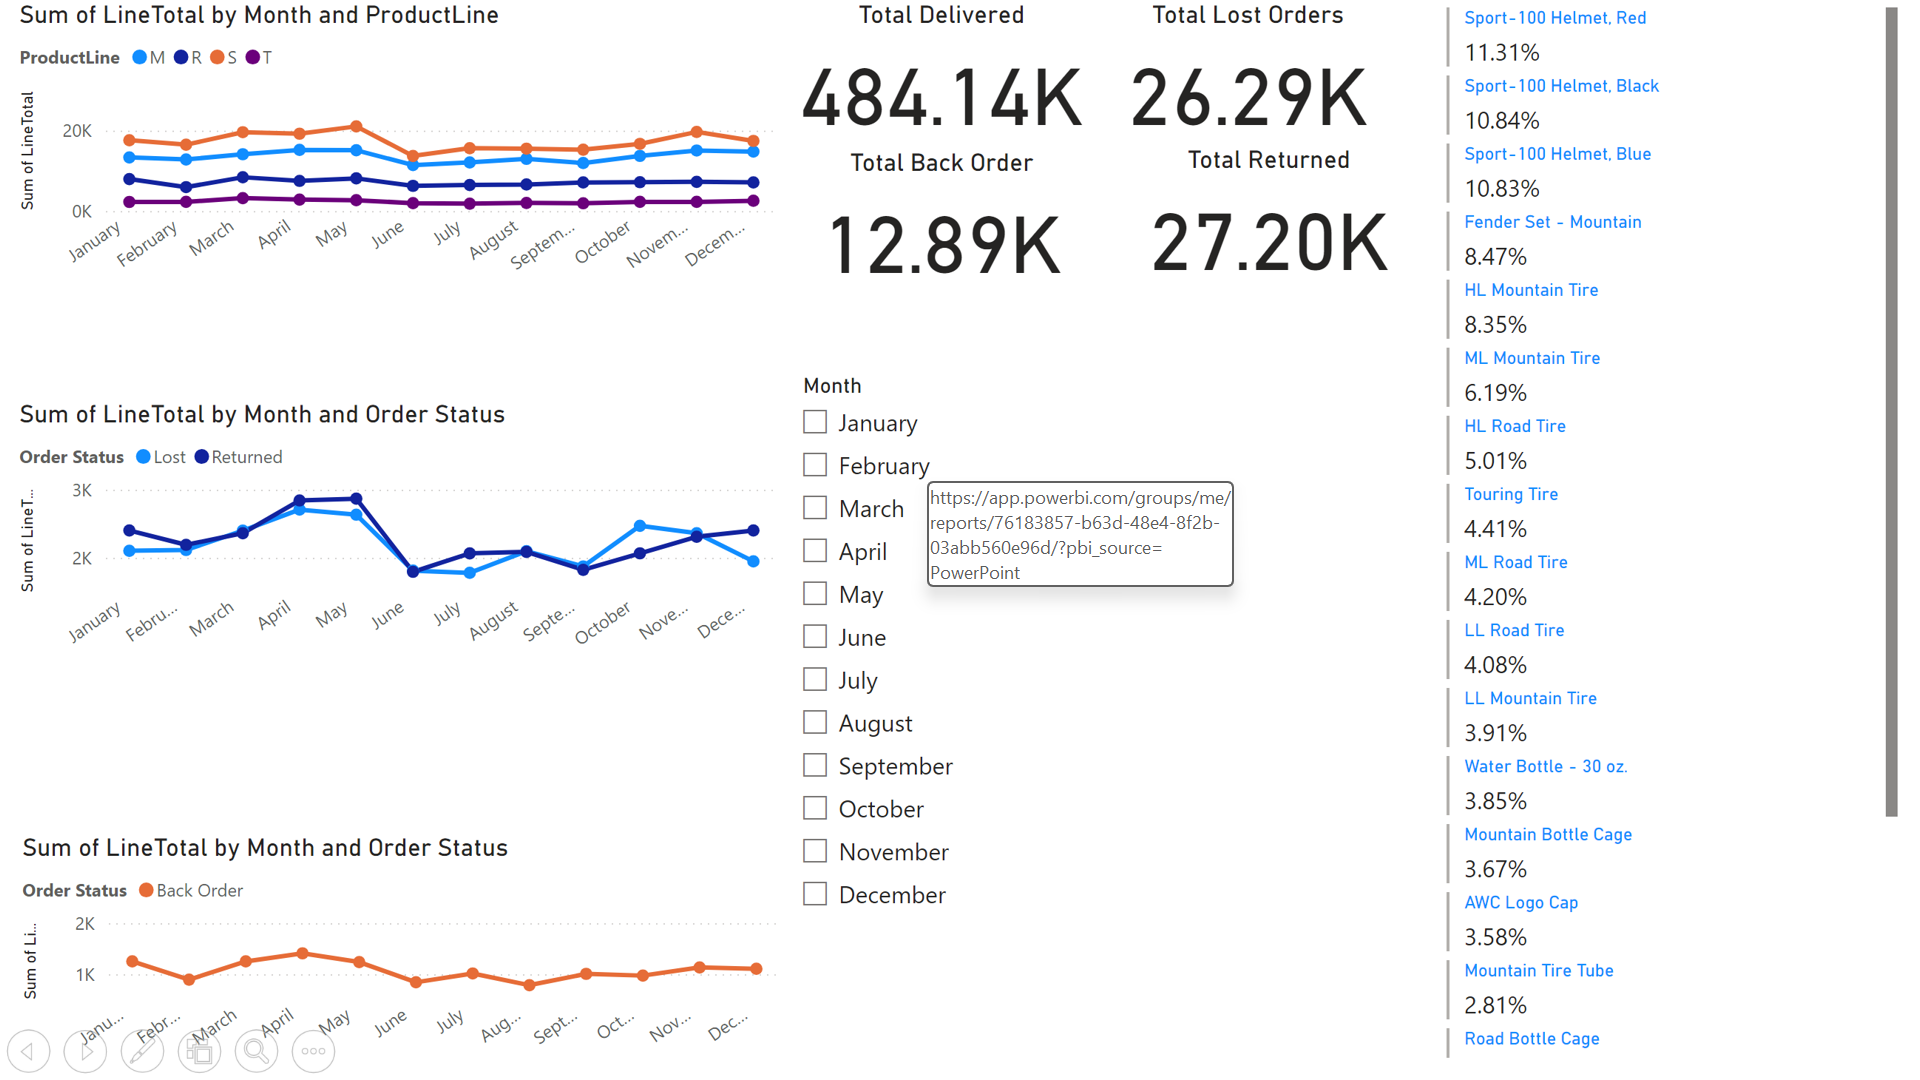 Sum of LineTotal by Month and ProductLine
ProductLine M R S T
Sum of LineTotal
20K
0K
January February March April May June July August Septem... October Novem... Decem...
Total Delivered
484.14K
Total Lost Orders
26.29K
Total Back Order
12.89K
Total Returned
27.20K
Sum of LineTotal by Month and Order Status
Order Status Lost Returned
Sum of LineT...
3K
2K
January Febru... March April May June July August Septe... October Nove... Dece...
Sum of LineTotal by Month and Order Status
Order Status Back Order
Sum of Li...
2K
1K
Janu... Febr... March April May June July Aug... Sept... Oct... Nov... Dec...
Month
January
February
March
April
May
June
July
August
September
October
November
December
https://app.powerbi.com/groups/me/
reports/76183857-b63d-48e4-8f2b-
03abb560e96d/?pbi_source=
PowerPoint
Sport-100 Helmet, Red
11.31%
Sport-100 Helmet, Black
10.84%
Sport-100 Helmet, Blue
10.83%
Fender Set - Mountain
8.47%
HL Mountain Tire
8.35%
ML Mountain Tire
6.19%
HL Road Tire
5.01%
Touring Tire
4.41%
ML Road Tire
4.20%
LL Road Tire
4.08%
LL Mountain Tire
3.91%
Water Bottle - 30 oz.
3.85%
Mountain Bottle Cage
3.67%
AWC Logo Cap
3.58%
Mountain Tire Tube
2.81%
Road Bottle Cage